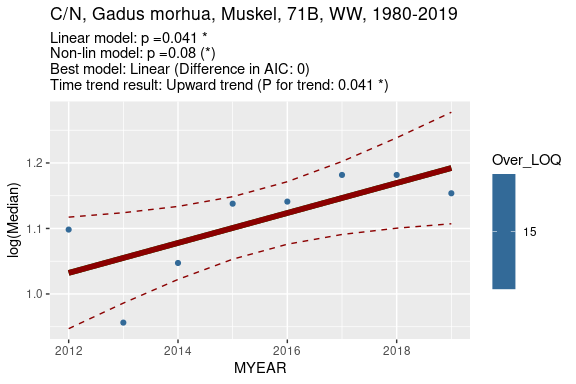 C/N, Gadus morhua, Muskel, 71B, WW, 1980-2019
Linear model: p =0.041 *
Non-lin model: p =0.08 (*)
Best model: Linear (Difference in AIC: 0)
Time trend result: Upward trend (P for trend: 0.041 *)
log(Median)
1.2
1.1
1.0
2012
2014
2016
2018
MYEAR
Over_LOQ
15